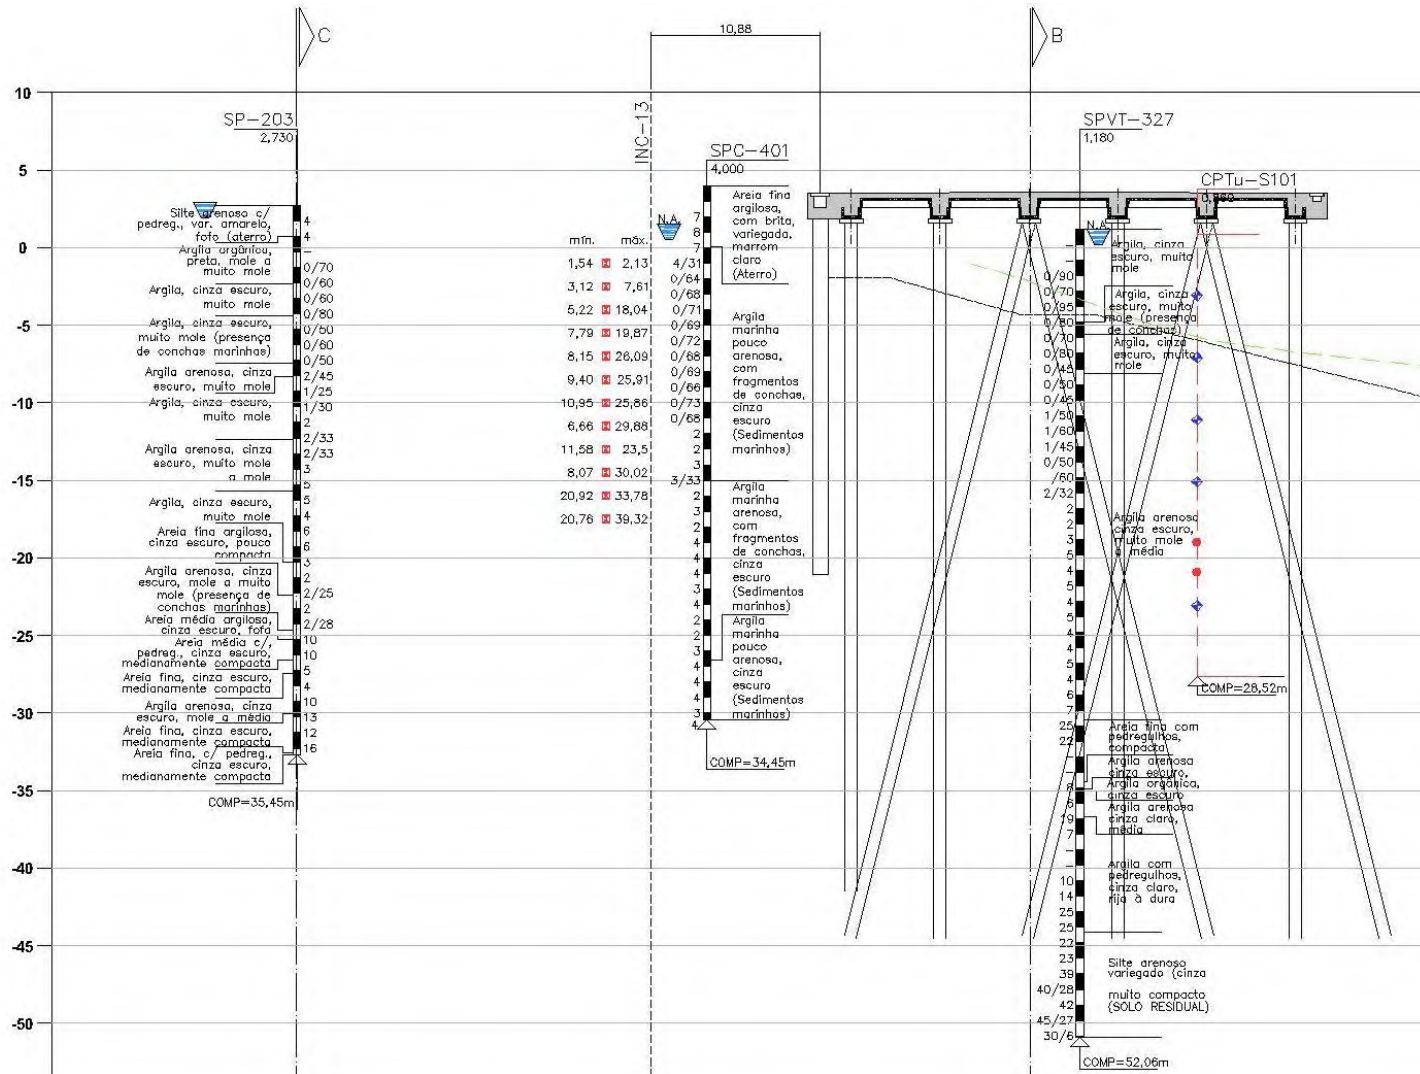 C
10,88
B
10
5
0
-5
-10
-15
-20
-25
-30
-35
-40
-45
-50
SP-203
2,730
Silte arenoso c/
pedreg., var. amarelo,
fofo (aterro)
Argila orgânica,
preta, mole a
muito mole
Argila, cinza escuro,
muito mole
Argila, cinza escuro,
muito mole (presença
de conchas marinhas)
Argila arenosa, cinza
escuro, muito mole
Argila, cinza escuro,
muito mole
Argila arenosa, cinza
escuro, muito mole
a mole
Argila, cinza escuro,
muito mole
Areia fina argilosa,
cinza escuro, pouco
compacta
Argila arenosa, cinza
escuro, mole a muito
mole (presença de
conchas marinhas)
Areia média argilosa,
cinza escuro, fofa
Areia média c/
pedreg., cinza escuro,
medianamente compacta
Areia fina, cinza escuro,
medianamente compacta
Argila arenosa, cinza
escuro, mole a média
Areia fina, cinza escuro,
medianamente compacta
Areia fina, c/ pedreg.,
cinza escuro,
medianamente compacta
4
4
–
0/70
0/60
0/60
0/80
0/50
0/60
0/50
2/45
1/25
1/30
2
2/33
2/33
3
5
5
4
6
6
3
2
2/25
2
2/28
10
10
5
4
10
13
12
16
COMP=35,45m
INC-13
mín. máx.
1,54 2,13
3,12 7,61
5,22 18,04
7,79 19,87
8,15 26,09
9,40 25,91
10,95 25,86
6,66 29,88
11,58 23,5
8,07 30,02
20,92 33,78
20,76 39,32
SPC-401
4,000
N.A.
7
8
7
4/31
0/64
0/68
0/71
0/69
0/72
0/68
0/69
0/66
0/73
0/68
2
2
3
3/33
2
3
2
4
4
4
3
4
2
2
3
4
4
4
3
4
Areia fina
argilosa,
com brita,
variegada,
marrom
claro
(Aterro)
Argila
marinha
pouco
arenosa,
com
fragmentos
de conchas,
cinza
escuro
(Sedimentos
marinhos)
Argila
marinha
arenosa,
com
fragmentos
de conchas,
cinza
escuro
(Sedimentos
marinhos)
Argila
marinha
pouco
arenosa,
cinza
escuro
(Sedimentos
marinhos)
COMP=34,45m
SPVT-327
1,180
N.A
–
–
0/90
0/70
0/95
0/80
0/70
0/80
0/45
0/50
0/45
1/50
1/60
1/45
0/50
/60
2/32
2
2
3
5
4
5
4
5
4
4
5
4
6
7
25
22
–
–
6
6
19
7
–
10
14
25
25
22
23
39
40/28
42
45/27
30/6
Argila, cinza
escuro, muito
mole
Argila, cinza
escuro, muito
mole (presença
de conchas)
Argila, cinza
escuro, muito
mole
Argila arenosa
cinza escuro,
muito mole
à média
Areia fina com
pedregulhos,
compacta
Argila arenosa
cinza escuro,
Argila orgânica,
cinza escuro
Argila arenosa
cinza claro,
média
Argila com
pedregulhos,
cinza claro,
rija à dura
Silte arenoso
variegado (cinza
muito compacto
(SOLO RESIDUAL)
COMP=52,06m
CPTu-S101
COMP=28,52m